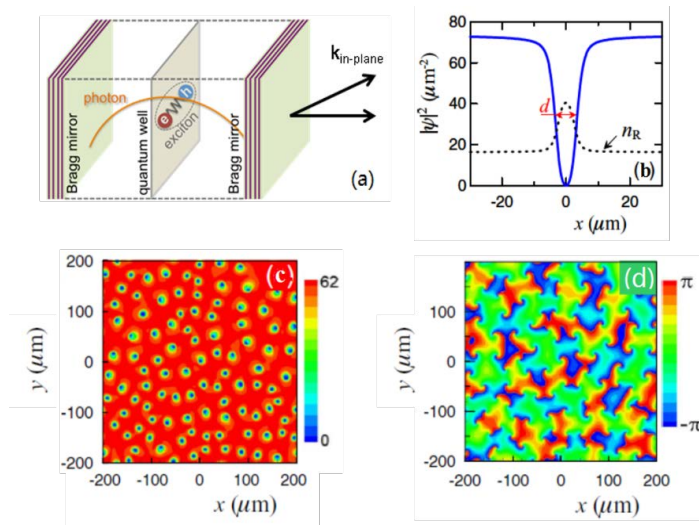 Bragg mirror
photon
quantum well
e
h
exciton
Bragg mirror
k in-plane
(a)
|ψ|² (μm⁻²)
80
60
40
20
0
d
n_R
(b)
-20
0
20
x (μm)
(c)
200
100
0
-100
-200
y (μm)
-200
-100
0
100
200
x (μm)
62
0
(d)
200
100
0
-100
-200
y (μm)
-200
-100
0
100
200
x (μm)
π
-π